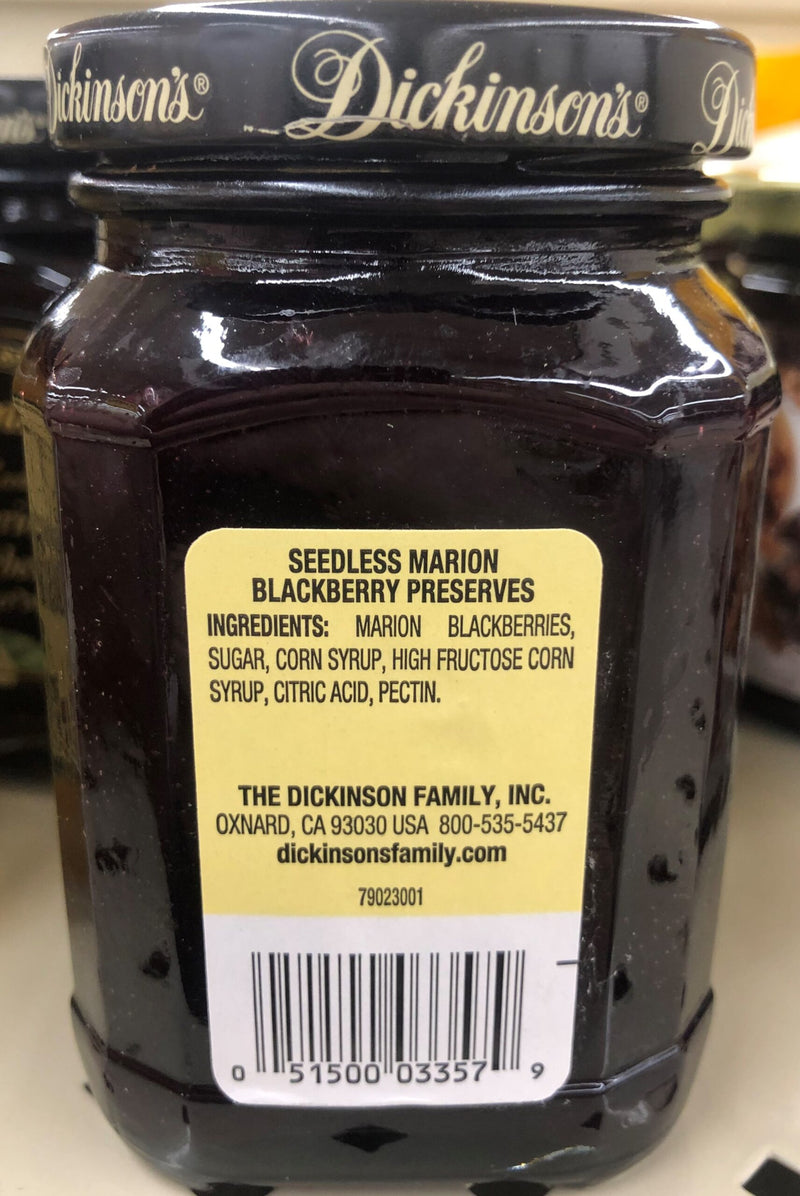 Dickinson's® Dickinson's® Dic
SEEDLESS MARION
BLACKBERRY PRESERVES
INGREDIENTS: MARION BLACKBERRIES,
SUGAR, CORN SYRUP, HIGH FRUCTOSE CORN
SYRUP, CITRIC ACID, PECTIN.
THE DICKINSON FAMILY, INC.
OXNARD, CA 93030 USA 800-535-5437
dickinsonsfamily.com
79023001
0 51500 03357 9